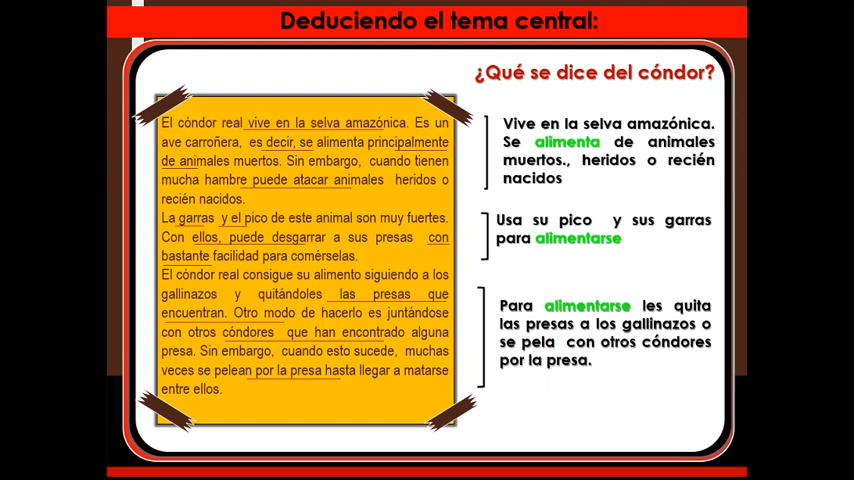 Deduciendo el tema central:
¿Qué se dice del cóndor?
El cóndor real vive en la selva amazónica. Es un
ave carroñera, es decir, se alimenta principalmente
de animales muertos. Sin embargo, cuando tienen
mucha hambre puede atacar animales heridos o
recién nacidos.
La garras y el pico de este animal son muy fuertes.
Con ellos, puede desgarrar a sus presas con
bastante facilidad para comérselas.
El cóndor real consigue su alimento siguiendo a los
gallinazos y quitándoles las presas que
encuentran. Otro modo de hacerlo es juntándose
con otros cóndores que han encontrado alguna
presa. Sin embargo, cuando esto sucede, muchas
veces se pelean por la presa hasta llegar a matarse
entre ellos.
Vive en la selva amazónica.
Se alimenta de animales
muertos., heridos o recién
nacidos
Usa su pico y sus garras
para alimentarse
Para alimentarse les quita
las presas a los gallinazos o
se pela con otros cóndores
por la presa.